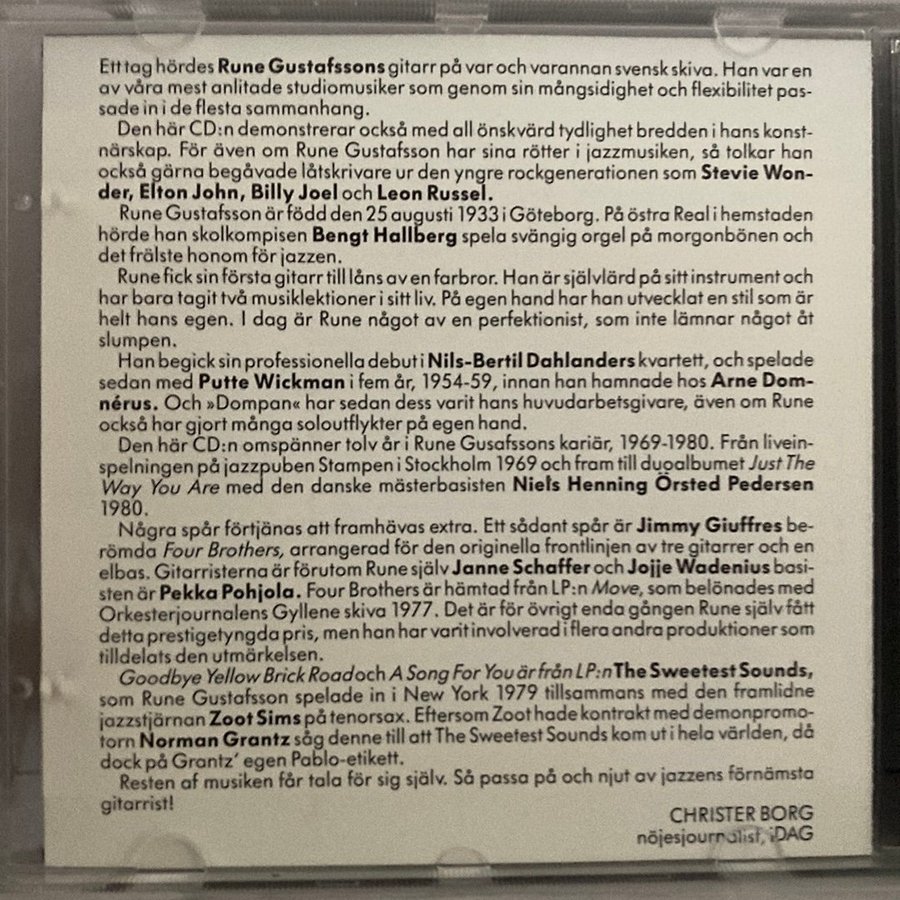 Ett tag hördes Rune Gustafssons gitarr på var och varannan svensk skiva. Han var en
av våra mest anlitade studiomusiker som genom sin mångsidighet och flexibilitet pas-
sade in i de flesta sammanhang.
Den här CD:n demonstrerar också med all önskvärd tydlighet bredden i hans konst-
närskap. För även om Rune Gustafsson har sina rötter i jazzmusiken, så tolkar han
också gärna begåvade låtskrivare ur den yngre rockgenerationen som Stevie Won-
der, Elton John, Billy Joel och Leon Russel.
Rune Gustafsson är född den 25 augusti 1933 i Göteborg. På östra Real i hemstaden
hörde han skolkompisen Bengt Hallberg spela svängig orgel på morgonbönen och
det frälste honom för jazzen.
Rune fick sin första gitarr till låns av en farbror. Han är självlärd på sitt instrument och
har bara tagit två musiklektioner i sitt liv. På egen hand har han utvecklat en stil som är
helt hans egen. I dag är Rune något av en perfektionist, som inte lämnar något åt
slumpen.
Han begick sin professionella debut i Nils-Bertil Dahlanders kvartett, och spelade
sedan med Putte Wickman i fem år, 1954-59, innan han hamnade hos Arne Dom-
nérus. Och »Dompan« har sedan dess varit hans huvudarbetsgivare, även om Rune
också har gjort många soloutflykter på egen hand.
Den här CD:n omspänner tolv år i Rune Gusafssons kariär, 1969-1980. Från livein-
spelningen på jazzpuben Stampen i Stockholm 1969 och fram till duoalbumet Just The
Way You Are med den danske mästerbasisten Niels Henning Örsted Pedersen
1980.
Några spår förtjänas att framhävas extra. Ett sådant spår är Jimmy Giuffres be-
römda Four Brothers, arrangerad för den originella frontlinjen av tre gitarrer och en
elbas. Gitarristerna är förutom Rune själv Janne Schaffer och Jojje Wadenius basi-
sten är Pekka Pohjola. Four Brothers är hämtad från LP:n Move, som belönades med
Orkesterjournalens Gyllene skiva 1977. Det är för övrigt enda gången Rune själv fått
detta prestigetyngda pris, men han har varit involverad i flera andra produktioner som
tilldelats den utmärkelsen.
Goodbye Yellow Brick Road och A Song For You är från LP:n The Sweetest Sounds,
som Rune Gustafsson spelade in i New York 1979 tillsammans med den framlidne
jazzstjärnan Zoot Sims på tenorsax. Eftersom Zoot hade kontrakt med demonpromo-
torn Norman Grantz såg denne till att The Sweetest Sounds kom ut i hela världen, då
dock på Grantz' egen Pablo-etikett.
Resten af musiken får tala för sig själv. Så passa på och njut av jazzens förnämsta
gitarrist!
CHRISTER BORG
nöjesjournalist, iDAG